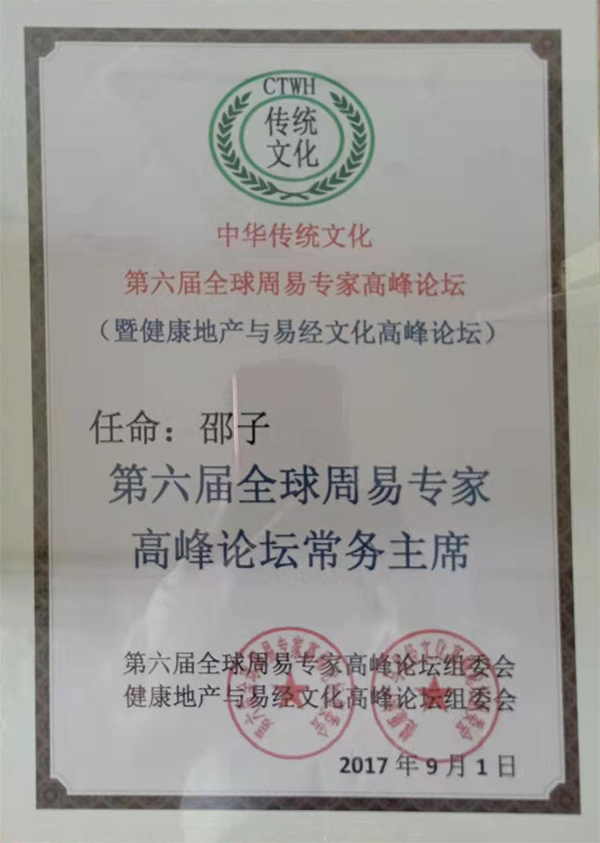 CTWH
传统
文化
中华传统文化
第六届全球周易专家高峰论坛
（暨健康地产与易经文化高峰论坛）
任命：邵子
第六届全球周易专家
高峰论坛常务主席
第六届全球周易专家高峰论坛组委会
健康地产与易经文化高峰论坛组委会
2017年9月1日